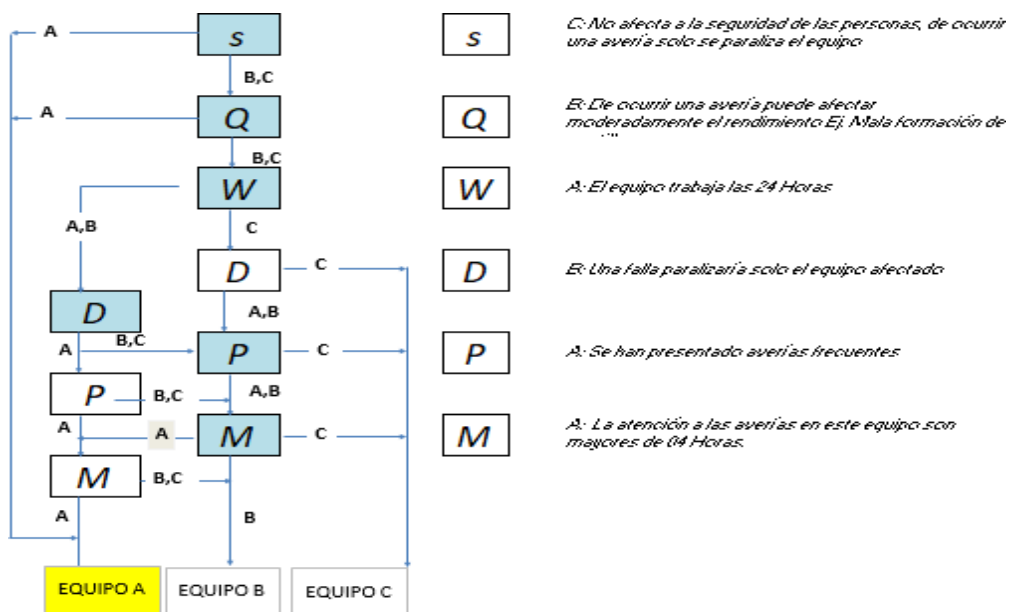 A
s
s
C: No afecta a la seguridad de las personas, de ocurrir
una avería solo se paraliza el equipo
B,C
A
Q
Q
B: De ocurrir una avería puede afectar
moderadamente el rendimiento Ej. Mala formación de
B,C
W
W
A: El equipo trabaja las 24 Horas
A,B
C
D
C
D
B: Una falla paralizaría solo el equipo afectado
D
A,B
A
B,C
P
C
P
A: Se han presentado averías frecuentes
P
B,C
A,B
A
A
M
C
M
A: La atención a las averías en este equipo son
mayores de 04 Horas.
M
B,C
A
B
EQUIPO A
EQUIPO B
EQUIPO C